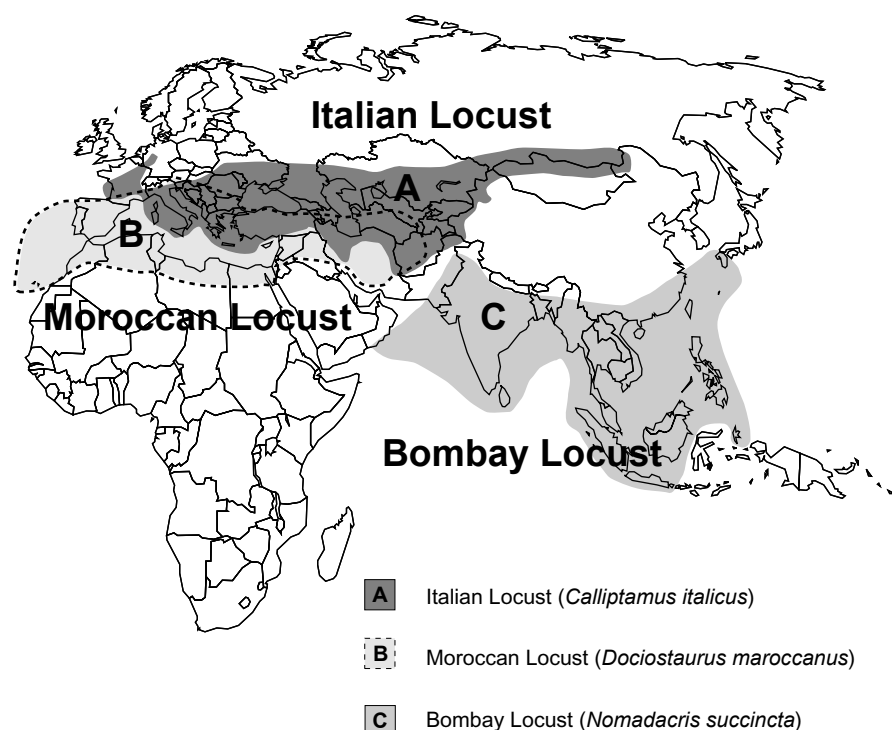 Italian Locust
A
B
Moroccan Locust
C
Bombay Locust
A Italian Locust (Calliptamus italicus)
B Moroccan Locust (Dociostaurus maroccanus)
C Bombay Locust (Nomadacris succincta)